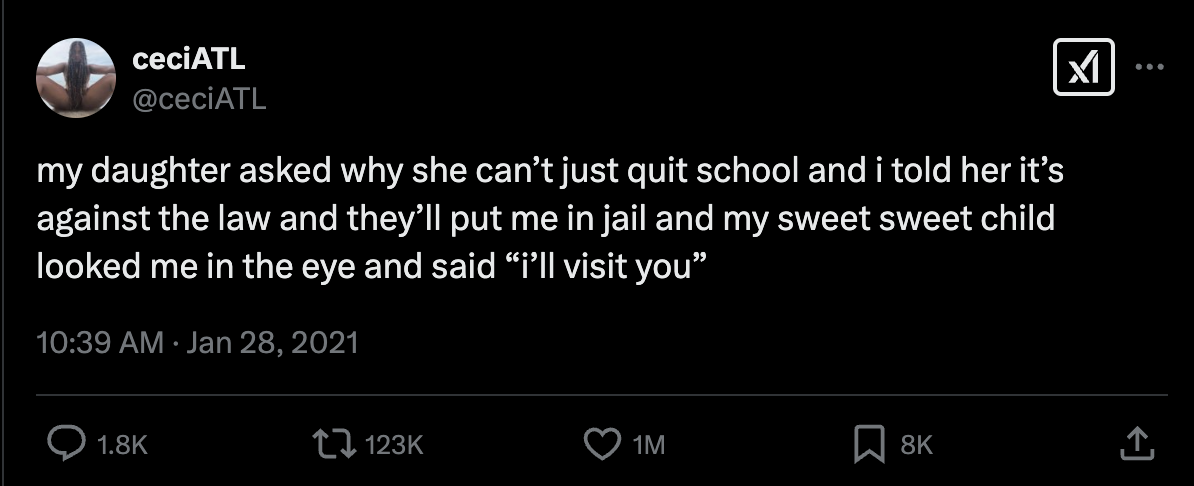 ceciATL
@ceciATL
my daughter asked why she can’t just quit school and i told her it’s
against the law and they’ll put me in jail and my sweet sweet child
looked me in the eye and said “i’ll visit you”
10:39 AM · Jan 28, 2021
1.8K 123K 1M 8K